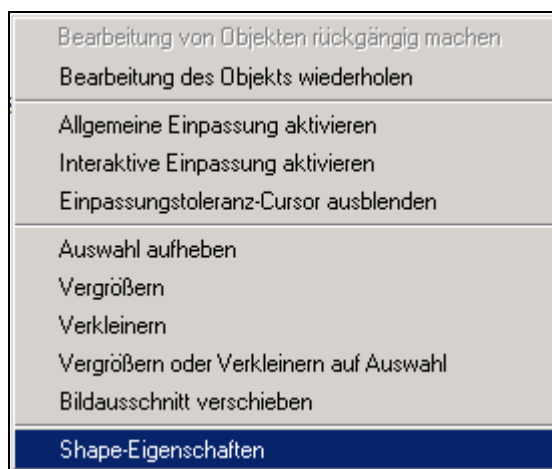 Bearbeitung von Objekten rückgängig machen
Bearbeitung des Objekts wiederholen
Allgemeine Einpassung aktivieren
Interaktive Einpassung aktivieren
Einpassungstoleranz-Cursor ausblenden
Auswahl aufheben
Vergrößern
Verkleinern
Vergrößern oder Verkleinern auf Auswahl
Bildausschnitt verschieben
Shape-Eigenschaften